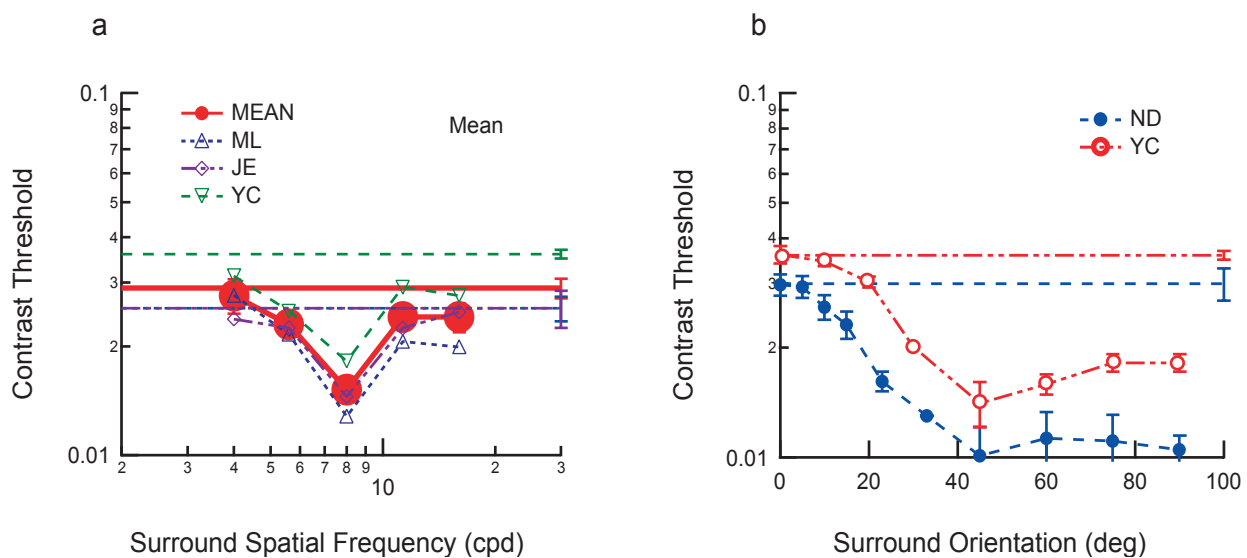 a
0.1
9
8
7
6
5
4
3
2
0.01
Contrast Threshold
MEAN
ML
JE
YC
Mean
2 3 4 5 6 7 8 9 10 2 3
Surround Spatial Frequency (cpd)
b
0.1
9
8
7
6
5
4
3
2
0.01
Contrast Threshold
ND
YC
0 20 40 60 80 100
Surround Orientation (deg)